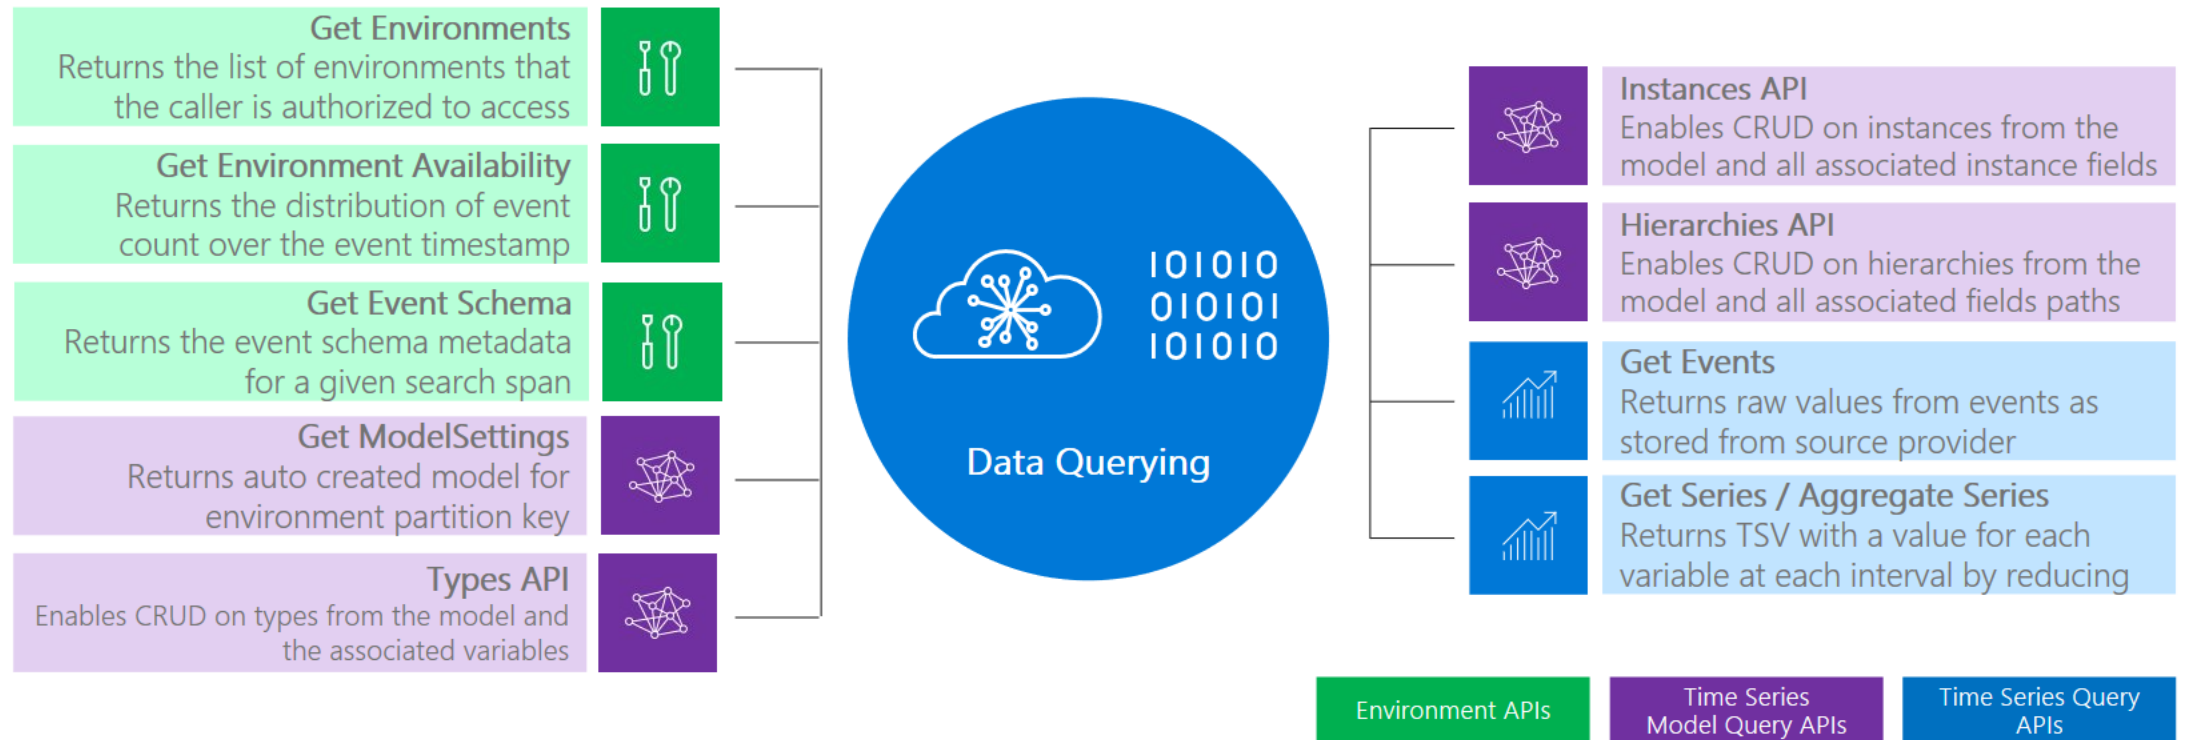 Get Environments
Returns the list of environments that
the caller is authorized to access
Get Environment Availability
Returns the distribution of event
count over the event timestamp
Get Event Schema
Returns the event schema metadata
for a given search span
Get ModelSettings
Returns auto created model for
environment partition key
Types API
Enables CRUD on types from the model and
the associated variables
101010
010101
101010
Data Querying
Instances API
Enables CRUD on instances from the
model and all associated instance fields
Hierarchies API
Enables CRUD on hierarchies from the
model and all associated fields paths
Get Events
Returns raw values from events as
stored from source provider
Get Series / Aggregate Series
Returns TSV with a value for each
variable at each interval by reducing
Environment APIs
Time Series
Model Query APIs
Time Series Query
APIs